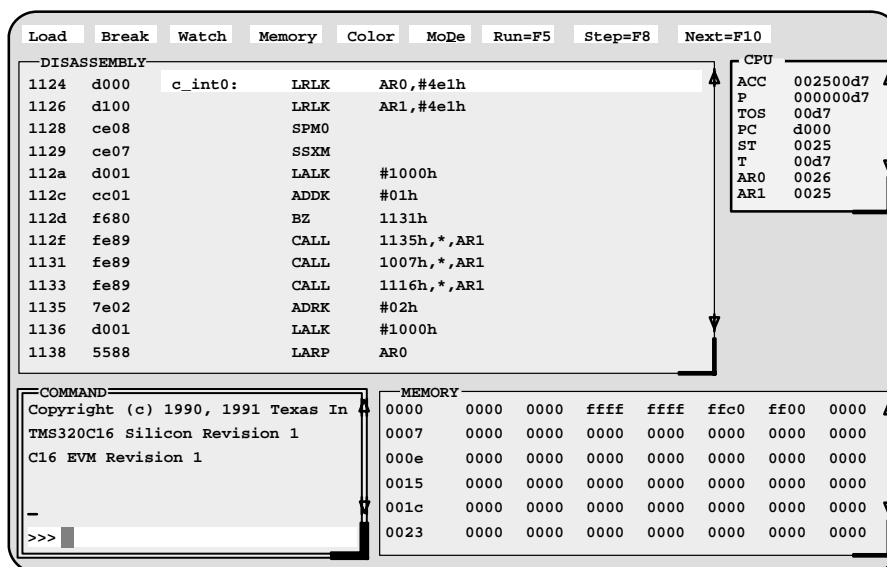 Load Break Watch Memory Color MoDe Run=F5 Step=F8 Next=F10
DISASSEMBLY
1124 d000 c_int0: LRLK AR0,#4e1h
1126 d100 LRLK AR1,#4e1h
1128 ce08 SPM0
1129 ce07 SSXM
112a d001 LALK #1000h
112c cc01 ADDK #01h
112d f680 BZ 1131h
112f fe89 CALL 1135h,*,AR1
1131 fe89 CALL 1007h,*,AR1
1133 fe89 CALL 1116h,*,AR1
1135 7e02 ADRK #02h
1136 d001 LALK #1000h
1138 5588 LARP AR0
CPU
ACC 002500d7
P 000000d7
TOS 00d7
PC d000
ST 0025
T 00d7
AR0 0026
AR1 0025
COMMAND
Copyright (c) 1990, 1991 Texas In
TMS320C16 Silicon Revision 1
C16 EVM Revision 1
_
>>>
MEMORY
0000 0000 0000 ffff ffff ffc0 ff00 0000
0007 0000 0000 0000 0000 0000 0000 0000
000e 0000 0000 0000 0000 0000 0000 0000
0015 0000 0000 0000 0000 0000 0000 0000
001c 0000 0000 0000 0000 0000 0000 0000
0023 0000 0000 0000 0000 0000 0000 0000